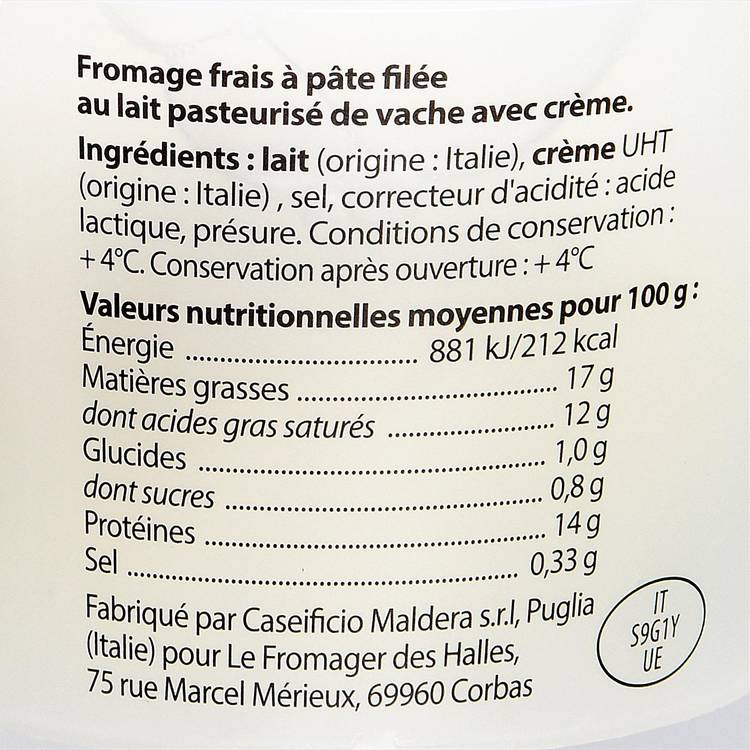 Fromage frais à pâte filée
au lait pasteurisé de vache avec crème.
Ingrédients : lait (origine : Italie), crème UHT
(origine : Italie) , sel, correcteur d'acidité : acide
lactique, présure. Conditions de conservation :
+ 4°C. Conservation après ouverture : + 4°C
Valeurs nutritionnelles moyennes pour 100 g :
Énergie ................................... 881 kJ/212 kcal
Matières grasses ....................................... 17 g
dont acides gras saturés ......................... 12 g
Glucides .................................................... 1,0 g
dont sucres ............................................... 0,8 g
Protéines ................................................... 14 g
Sel .......................................................... 0,33 g
Fabriqué par Caseificio Maldera s.r.l, Puglia
(Italie) pour Le Fromager des Halles,
75 rue Marcel Mérieux, 69960 Corbas
IT
S9G1Y
UE